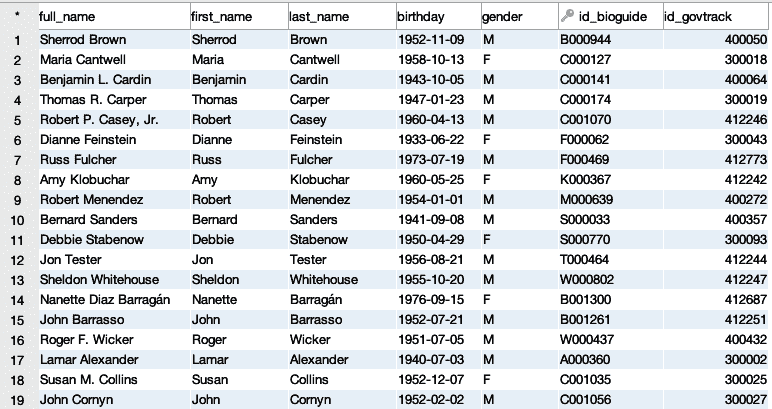 * full_name first_name last_name birthday gender id_bioguide id_govtrack
1 Sherrod Brown Sherrod Brown 1952-11-09 M B000944 400050
2 Maria Cantwell Maria Cantwell 1958-10-13 F C000127 300018
3 Benjamin L. Cardin Benjamin Cardin 1943-10-05 M C000141 400064
4 Thomas R. Carper Thomas Carper 1947-01-23 M C000174 300019
5 Robert P. Casey, Jr. Robert Casey 1960-04-13 M C001070 412246
6 Dianne Feinstein Dianne Feinstein 1933-06-22 F F000062 300043
7 Russ Fulcher Russ Fulcher 1973-07-19 M F000469 412773
8 Amy Klobuchar Amy Klobuchar 1960-05-25 F K000367 412242
9 Robert Menendez Robert Menendez 1954-01-01 M M000639 400272
10 Bernard Sanders Bernard Sanders 1941-09-08 M S000033 400357
11 Debbie Stabenow Debbie Stabenow 1950-04-29 F S000770 300093
12 Jon Tester Jon Tester 1956-08-21 M T000464 412244
13 Sheldon Whitehouse Sheldon Whitehouse 1955-10-20 M W000802 412247
14 Nanette Diaz Barragán Nanette Barragán 1976-09-15 F B001300 412687
15 John Barrasso John Barrasso 1952-07-21 M B001261 412251
16 Roger F. Wicker Roger Wicker 1951-07-05 M W000437 400432
17 Lamar Alexander Lamar Alexander 1940-07-03 M A000360 300002
18 Susan M. Collins Susan Collins 1952-12-07 F C001035 300025
19 John Cornyn John Cornyn 1952-02-02 M C001056 300027